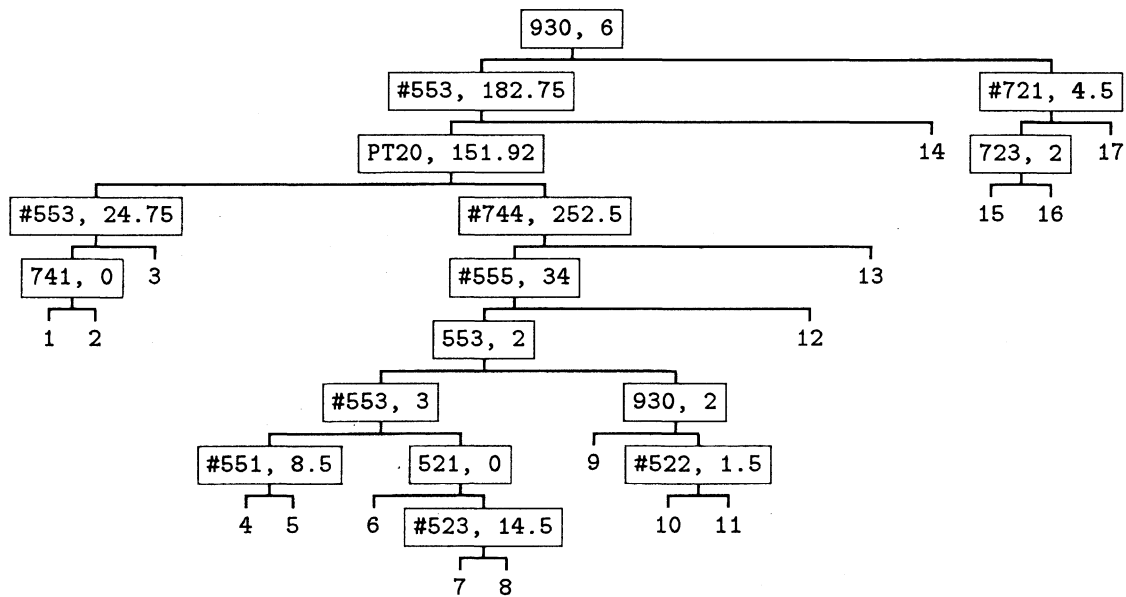 930, 6
#553, 182.75 #721, 4.5
PT20, 151.92 14 723, 2 17
#553, 24.75 #744, 252.5 15 16
741, 0 3 #555, 34 13
1 2 553, 2 12
#553, 3 930, 2
#551, 8.5 521, 0 9 #522, 1.5
4 5 6 #523, 14.5 10 11
7 8